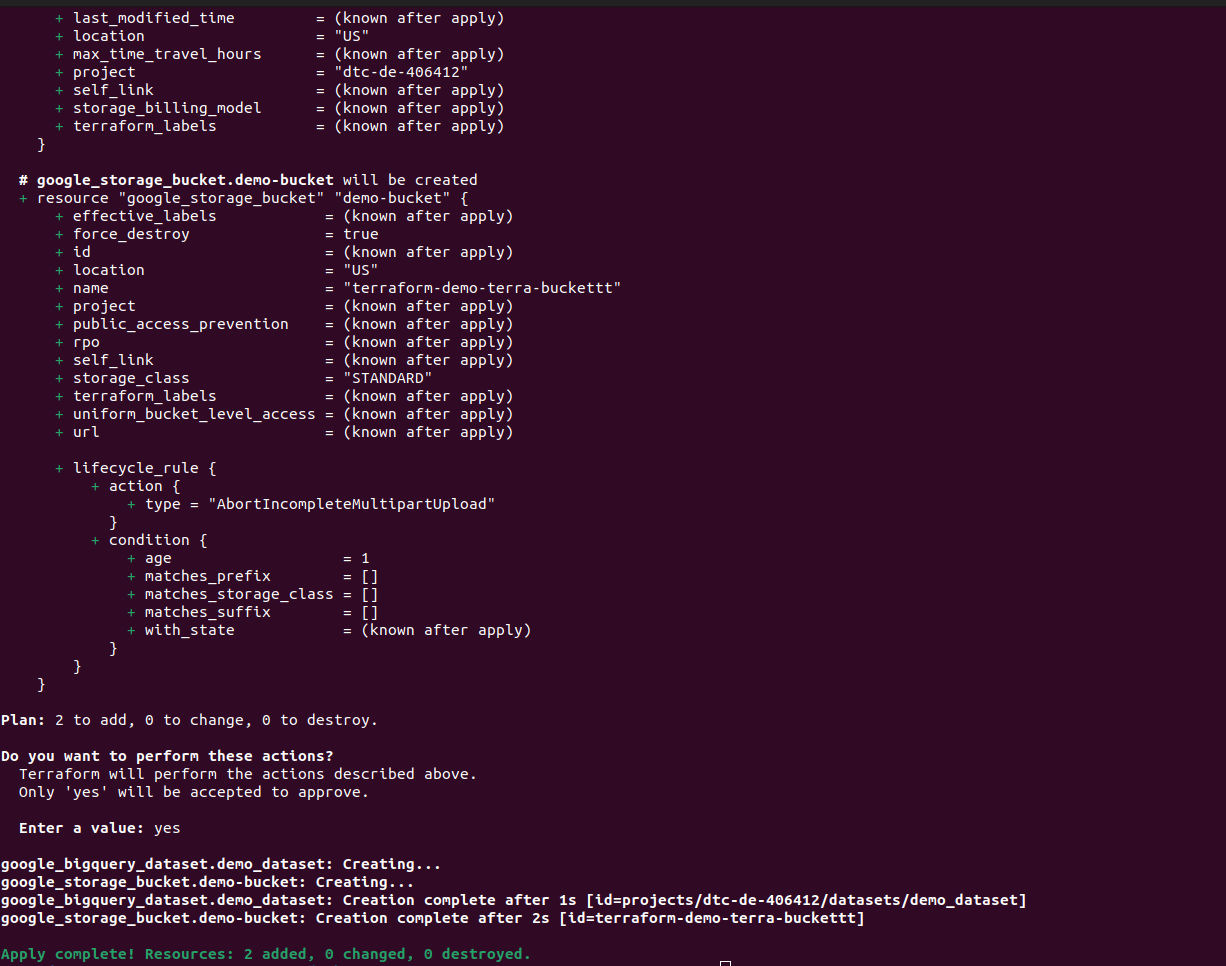 + last_modified_time         = (known after apply)
+ location                   = "US"
+ max_time_travel_hours      = (known after apply)
+ project                    = "dtc-de-406412"
+ self_link                  = (known after apply)
+ storage_billing_model      = (known after apply)
+ terraform_labels           = (known after apply)
}
# google_storage_bucket.demo-bucket will be created
+ resource "google_storage_bucket" "demo-bucket" {
+ effective_labels            = (known after apply)
+ force_destroy               = true
+ id                          = (known after apply)
+ location                    = "US"
+ name                        = "terraform-demo-terra-buckettt"
+ project                     = (known after apply)
+ public_access_prevention    = (known after apply)
+ rpo                         = (known after apply)
+ self_link                   = (known after apply)
+ storage_class               = "STANDARD"
+ terraform_labels            = (known after apply)
+ uniform_bucket_level_access = (known after apply)
+ url                         = (known after apply)
+ lifecycle_rule {
+ action {
+ type = "AbortIncompleteMultipartUpload"
}
+ condition {
+ age                   = 1
+ matches_prefix        = []
+ matches_storage_class = []
+ matches_suffix        = []
+ with_state            = (known after apply)
}
}
}
Plan: 2 to add, 0 to change, 0 to destroy.
Do you want to perform these actions?
Terraform will perform the actions described above.
Only 'yes' will be accepted to approve.
Enter a value: yes
google_bigquery_dataset.demo_dataset: Creating...
google_storage_bucket.demo-bucket: Creating...
google_bigquery_dataset.demo_dataset: Creation complete after 1s [id=projects/dtc-de-406412/datasets/demo_dataset]
google_storage_bucket.demo-bucket: Creation complete after 2s [id=terraform-demo-terra-buckettt]
Apply complete! Resources: 2 added, 0 changed, 0 destroyed.